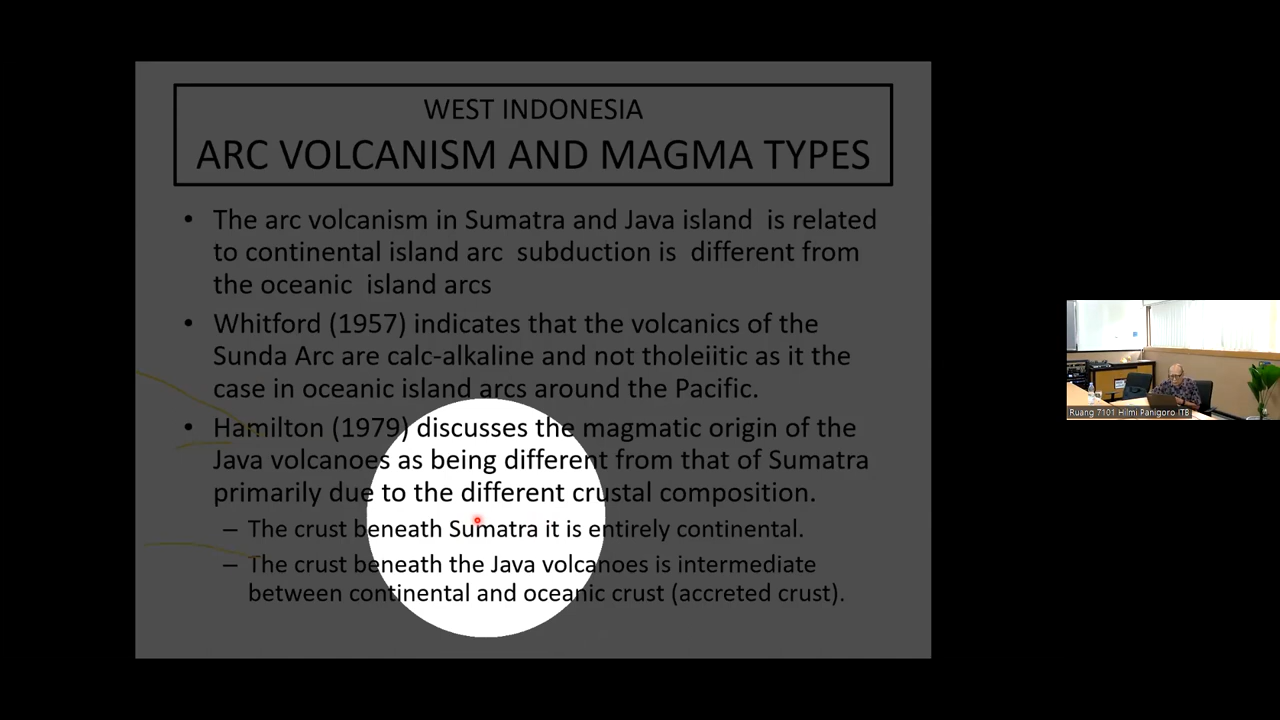 WEST INDONESIA
ARC VOLCANISM AND MAGMA TYPES
• The arc volcanism in Sumatra and Java island is related
to continental island arc subduction is different from
the oceanic island arcs
• Whitford (1957) indicates that the volcanics of the
Sunda Arc are calc-alkaline and not tholeiitic as it the
case in oceanic island arcs around the Pacific.
• Hamilton (1979) discusses the magmatic origin of the
Java volcanoes as being different from that of Sumatra
primarily due to the different crustal composition.
– The crust beneath Sumatra it is entirely continental.
– The crust beneath the Java volcanoes is intermediate
between continental and oceanic crust (accreted crust).
Ruang 7101 Hilmi Panigoro ITB